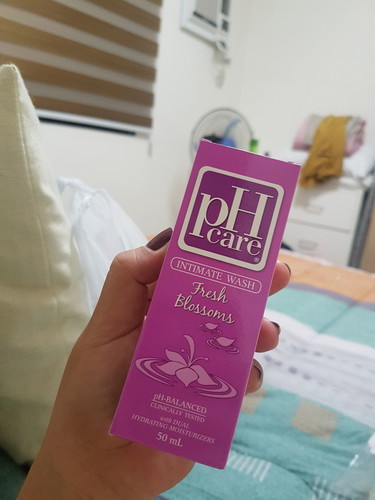 pH
care
INTIMATE WASH
Fresh
Blossoms
pH-BALANCED
CLINICALLY TESTED
with DUAL
HYDRATING MOISTURIZERS
50 mL